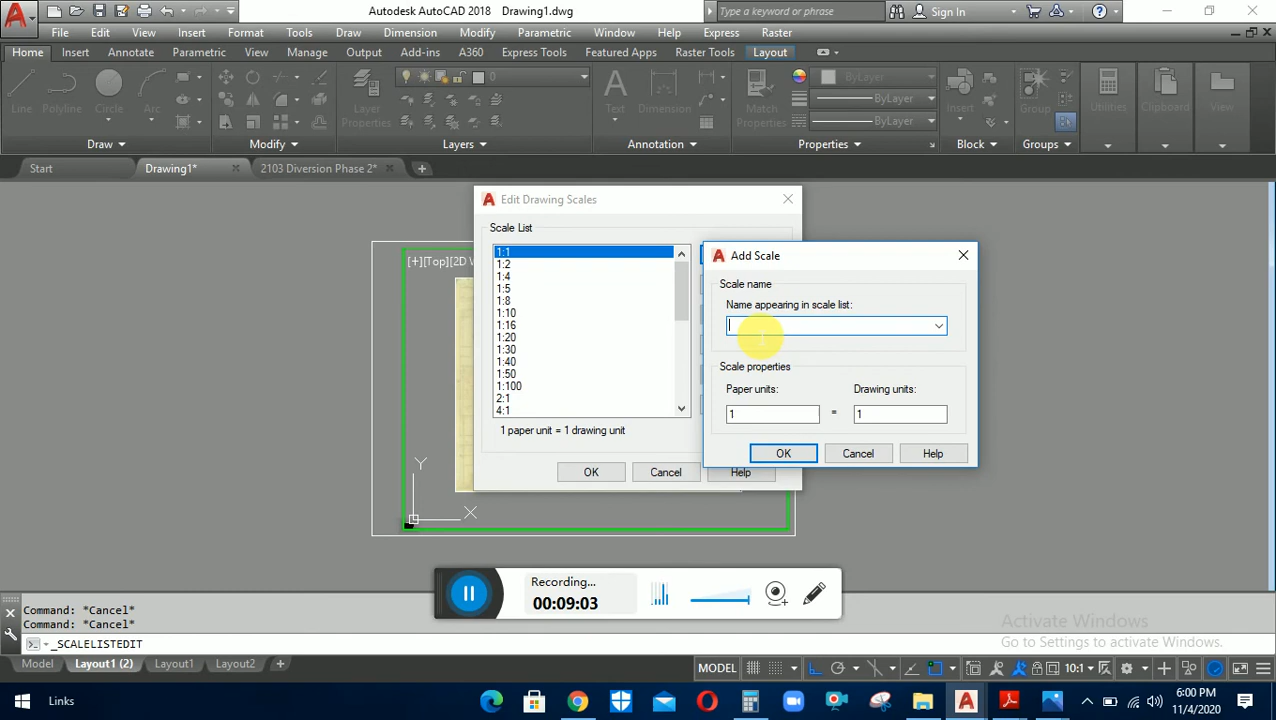 Autodesk AutoCAD 2018 Drawing1.dwg
Type a keyword or phrase
Sign In
File Edit View Insert Format Tools Draw Dimension Modify Parametric Window Help Express Raster
Home Insert Annotate Parametric View Manage Output Add-ins A360 Express Tools Featured Apps Raster Tools Layout
0
ByLayer
Line Polyline Circle Arc
Layer Properties
Text Dimension
Match Properties
ByLayer
ByLayer
Insert
Group
Utilities Clipboard View
Draw Modify Layers Annotation Properties Block Groups
Start Drawing1* 2103 Diversion Phase 2*
Edit Drawing Scales
Scale List
1:1
1:2
1:4
1:5
1:8
1:10
1:16
1:20
1:30
1:40
1:50
1:100
2:1
4:1
1 paper unit = 1 drawing unit
OK Cancel Help
Add Scale
Scale name
Name appearing in scale list:
Scale properties
Paper units: Drawing units:
1 = 1
OK Cancel Help
[+][Top][2D
Y
X
Recording...
00:09:03
Command: *Cancel*
Command: *Cancel*
_SCALELISTEDIT
Activate Windows
Go to Settings to activate Windows.
Model Layout1 (2) Layout1 Layout2
MODEL
10:1
Links
6:00 PM
11/4/2020